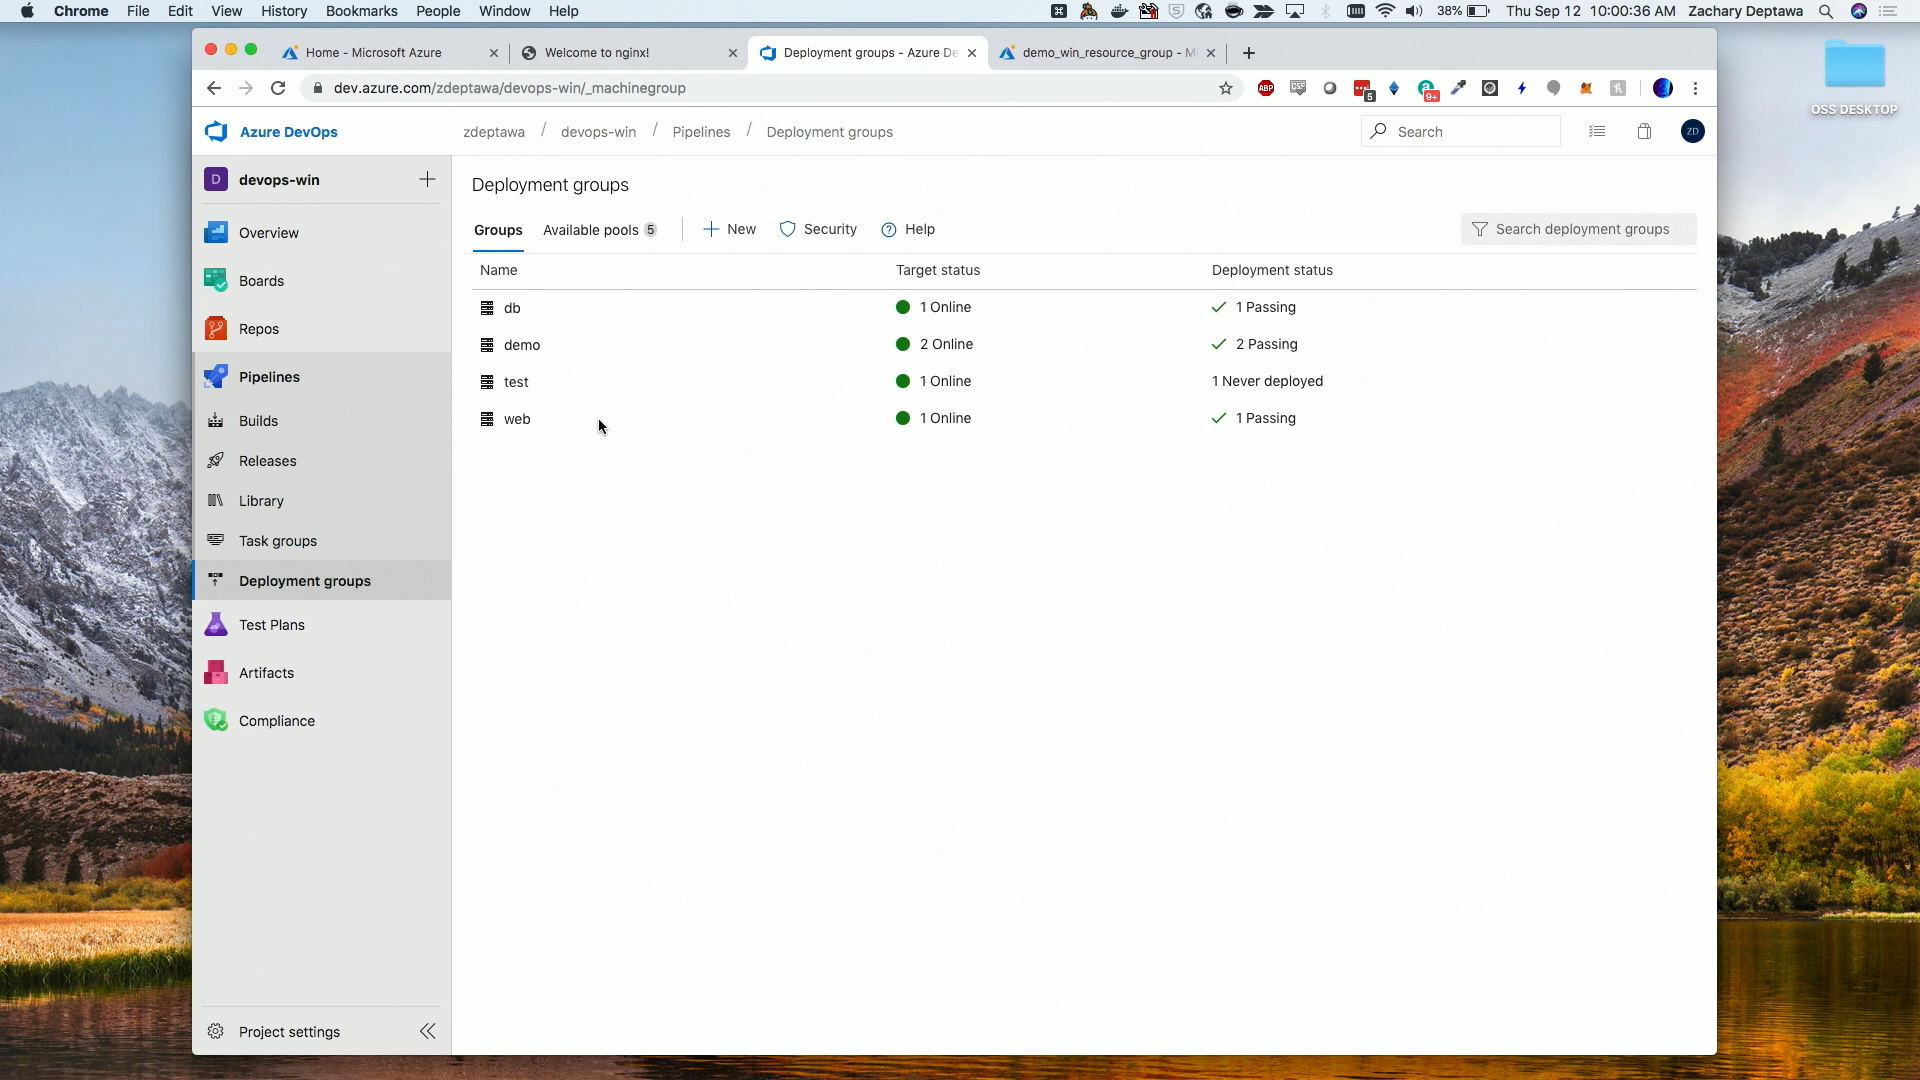 Chrome File Edit View History Bookmarks People Window Help 38% Thu Sep 12 10:00:36 AM Zachary Deptawa
OSS DESKTOP
Home - Microsoft Azure Welcome to nginx! Deployment groups - Azure De demo_win_resource_group - M
dev.azure.com/zdeptawa/devops-win/_machinegroup ABP CSS 5 9+
Azure DevOps zdeptawa / devops-win / Pipelines / Deployment groups Search ZD
D devops-win
Overview
Boards
Repos
Pipelines
Builds
Releases
Library
Task groups
Deployment groups
Test Plans
Artifacts
Compliance
Project settings
Deployment groups
Groups Available pools 5 New Security Help Search deployment groups
Name Target status Deployment status
db 1 Online 1 Passing
demo 2 Online 2 Passing
test 1 Online 1 Never deployed
web 1 Online 1 Passing